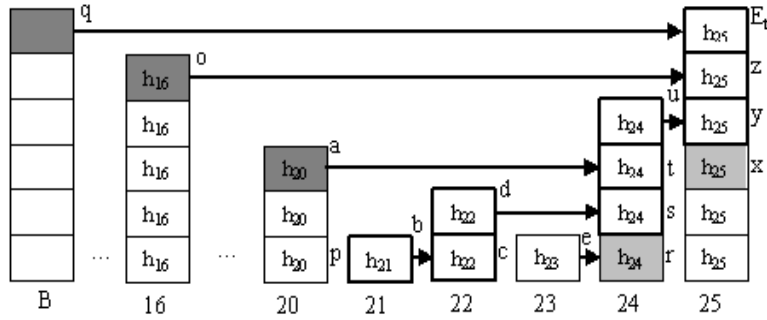 q h₂₅ Eₜ
h₁₆ o h₂₅ z
h₁₆ h₂₄ u h₂₅ y
h₁₆ h₂₀ a h₂₄ t h₂₅ x
h₁₆ h₂₀ h₂₂ d h₂₄ s h₂₅
... h₁₆ ... h₂₀ p h₂₁ b h₂₂ c h₂₃ e h₂₄ r h₂₅
B 16 20 21 22 23 24 25